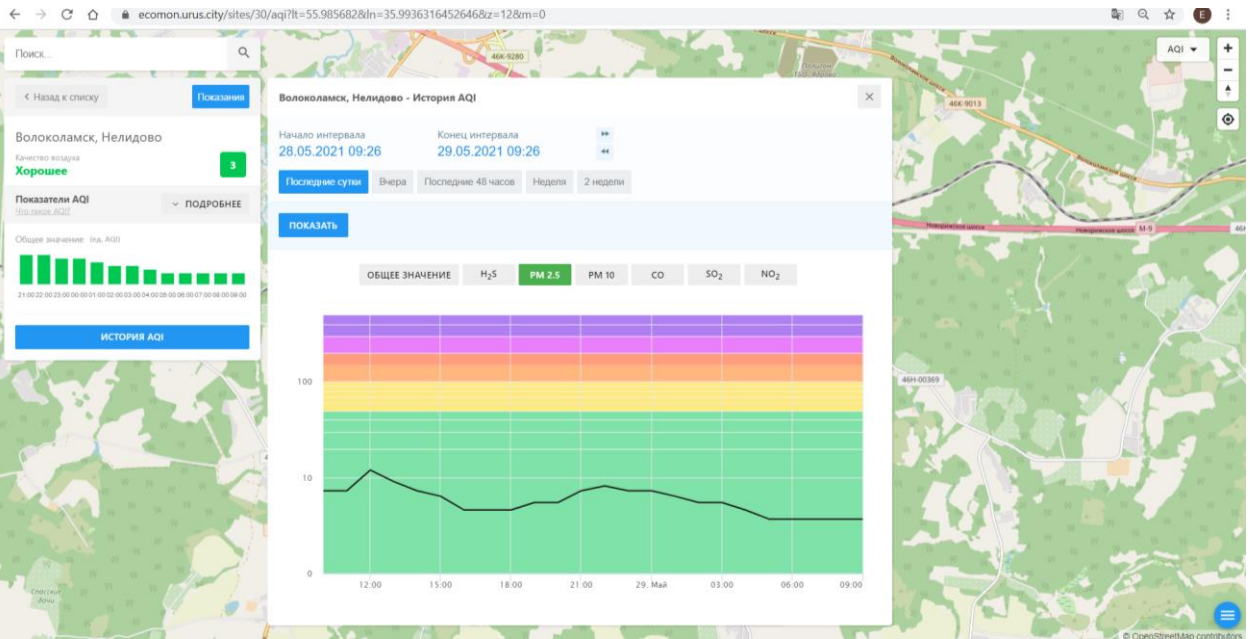 ecomon.urus.city/sites/30/aqi?lt=55.985682&ln=35.9936316452646&z=12&m=0
E
Поиск...
AQI
Назад к списку
Показания
Волоколамск, Нелидово
Качество воздуха
Хорошее
3
Показатели AQI
Что такое AQI?
ПОДРОБНЕЕ
Общее значение (ед. AQI)
21:00 22:00 23:00 00:00 01:00 02:00 03:00 04:00 05:00 06:00 07:00 08:00 09:00
ИСТОРИЯ AQI
Волоколамск, Нелидово - История AQI
Начало интервала
Конец интервала
28.05.2021 09:26
29.05.2021 09:26
Последние сутки
Вчера
Последние 48 часов
Неделя
2 недели
ПОКАЗАТЬ
ОБЩЕЕ ЗНАЧЕНИЕ
H₂S
PM 2.5
PM 10
CO
SO₂
NO₂
100
10
0
12:00 15:00 18:00 21:00 29. Май 03:00 06:00 09:00
46K-9280
46K-9013
Волоколамское шоссе
Новорижское шоссе
Новорижское шоссе
M-9
46Н-00369
© OpenStreetMap contributors